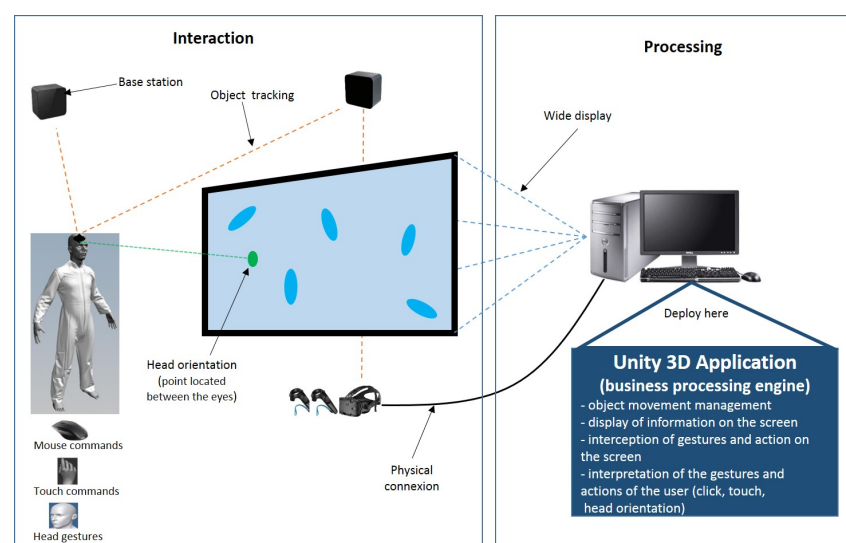 Interaction
Processing
Base station
Object tracking
Wide display
Deploy here
Head orientation
(point located
between the eyes)
Unity 3D Application
(business processing engine)
- object movement management
- display of information on the screen
- interception of gestures and action on
the screen
- interpretation of the gestures and
actions of the user (click, touch,
head orientation)
Mouse commands
Physical
connexion
Touch commands
Head gestures